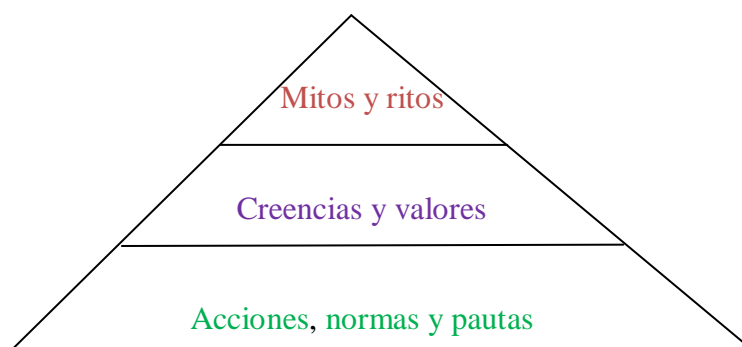 Mitos y ritos
Creencias y valores
Acciones, normas y pautas